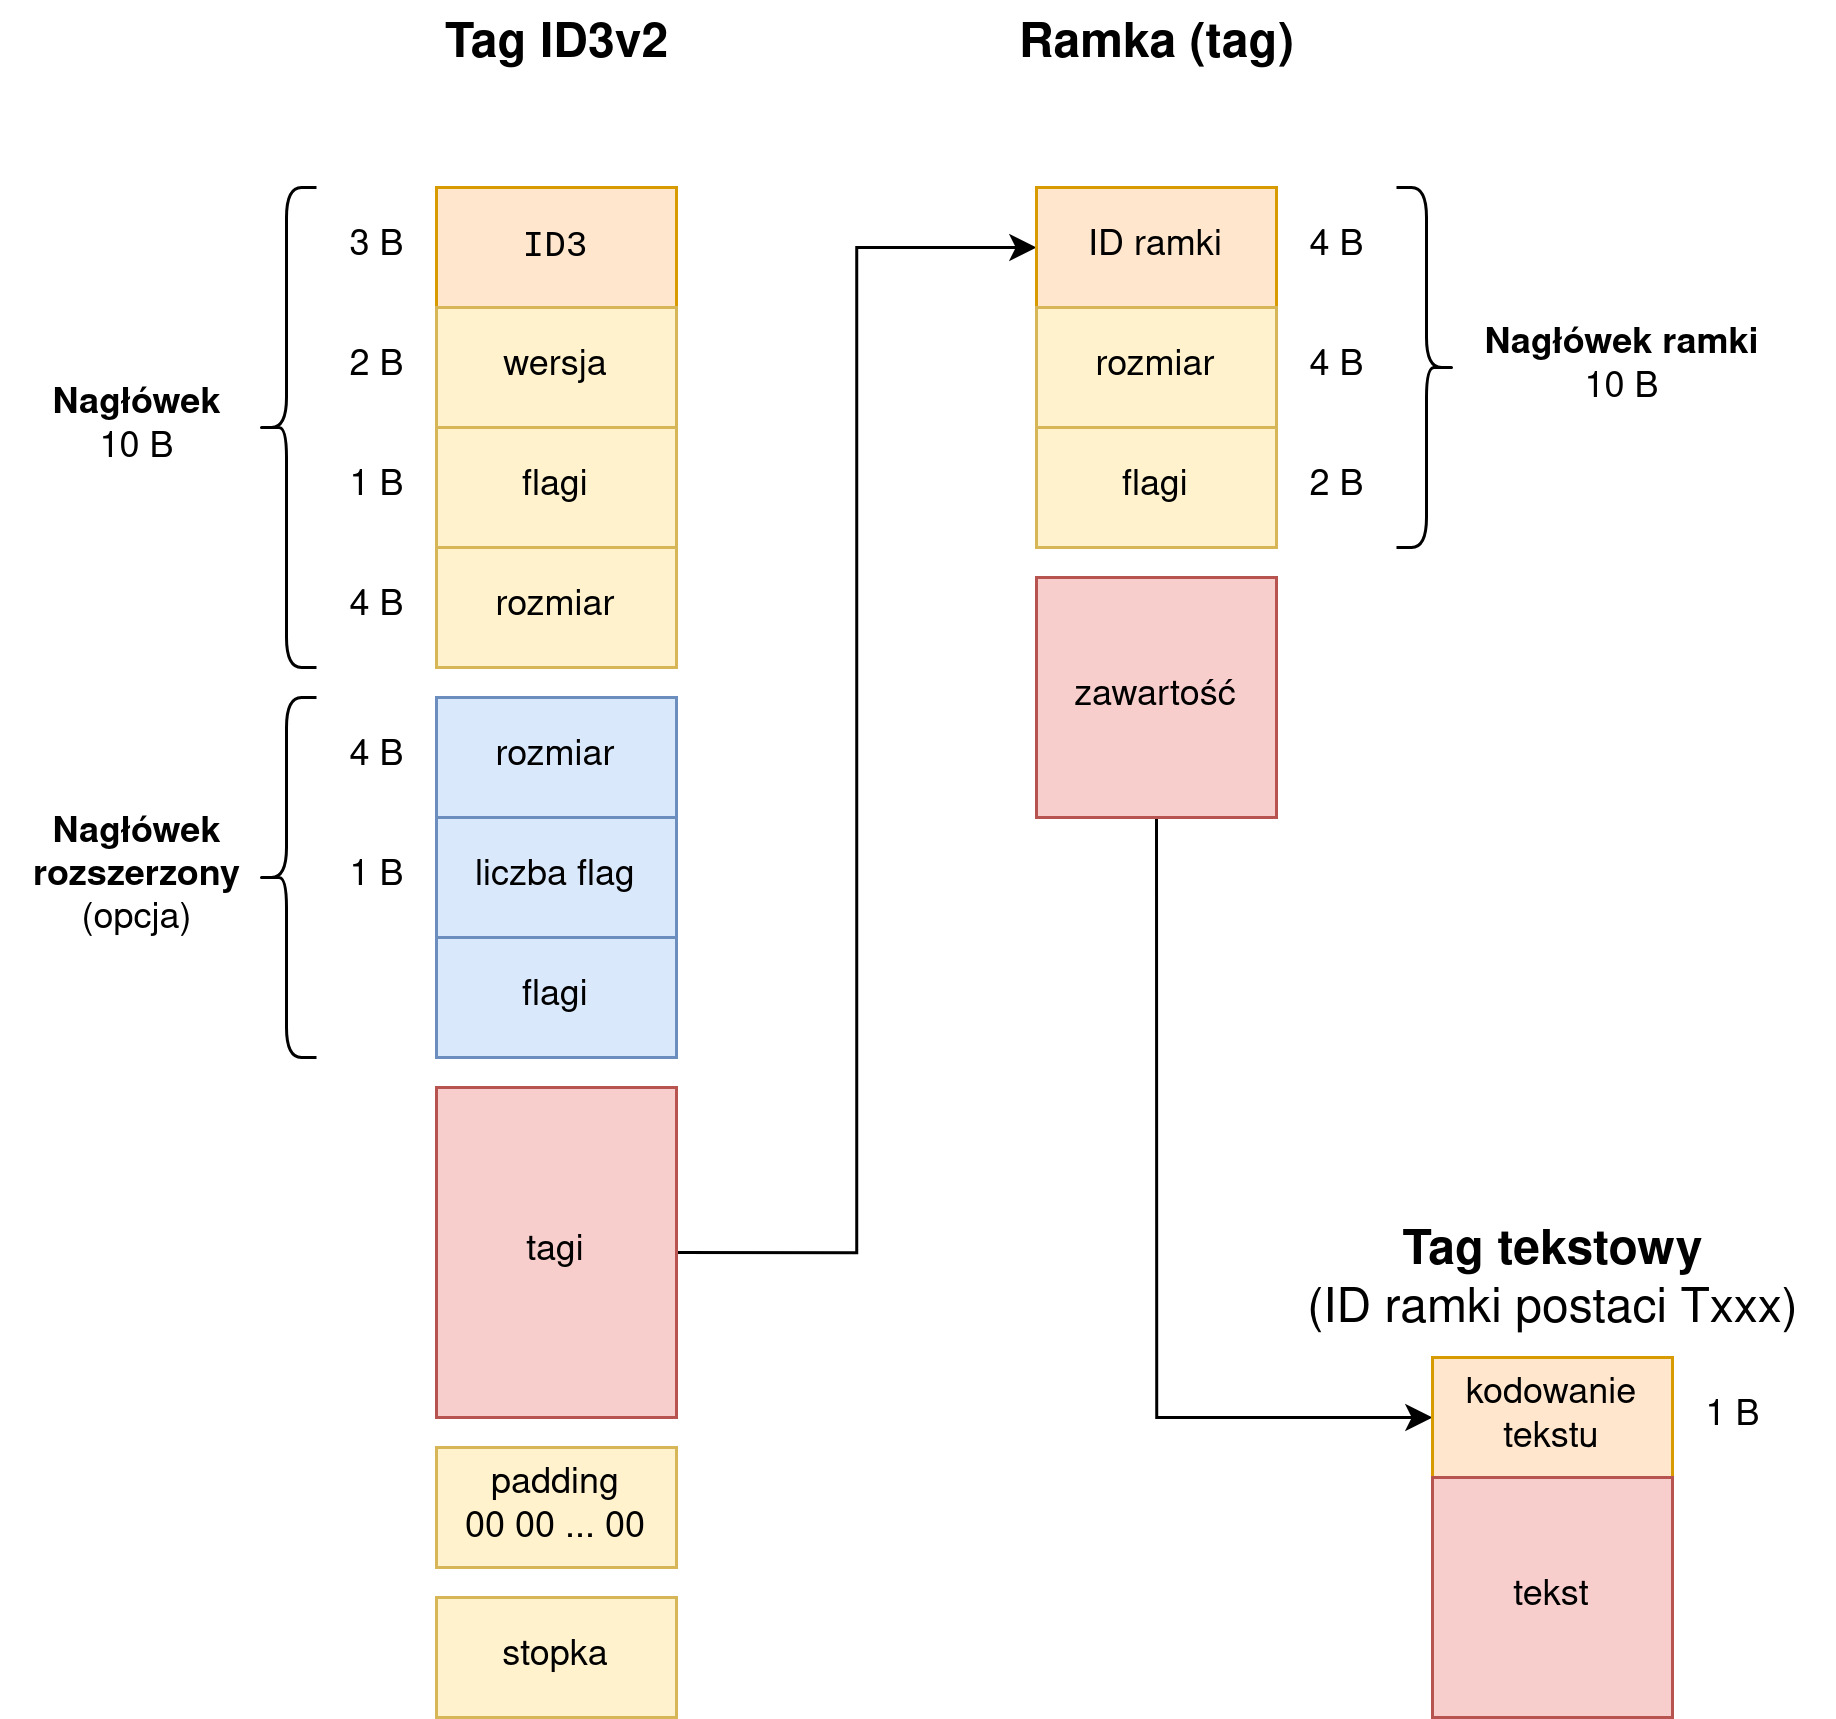 Tag ID3v2
Nagłówek
10 B
3 B
ID3
2 B
wersja
1 B
flagi
4 B
rozmiar
Nagłówek
rozszerzony
(opcja)
4 B
rozmiar
1 B
liczba flag
flagi
tagi
padding
00 00 ... 00
stopka
Ramka (tag)
ID ramki
4 B
rozmiar
4 B
flagi
2 B
Nagłówek ramki
10 B
zawartość
Tag tekstowy
(ID ramki postaci Txxx)
kodowanie
tekstu
1 B
tekst